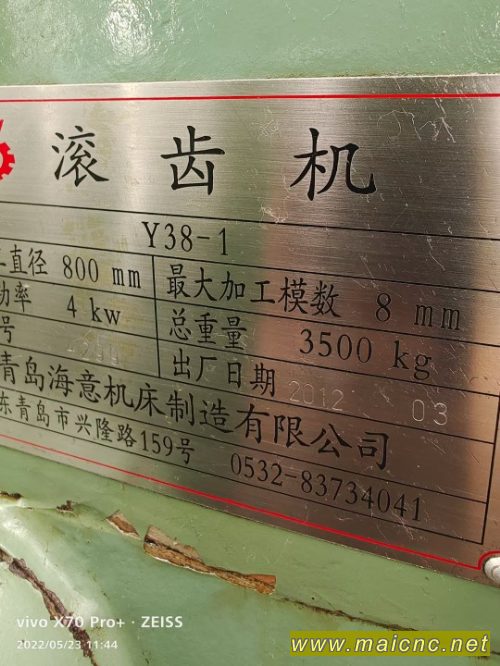 滚齿机
Y38-1
工直径 800 mm 最大加工模数 8 mm
功率 4 kw 总重量 3500 kg
号 出厂日期 2012 03
青岛海意机床制造有限公司
东青岛市兴隆路159号 0532-83734041
vivo X70 Pro+ · ZEISS
2022/05/23 11:44
www.maicnc.net